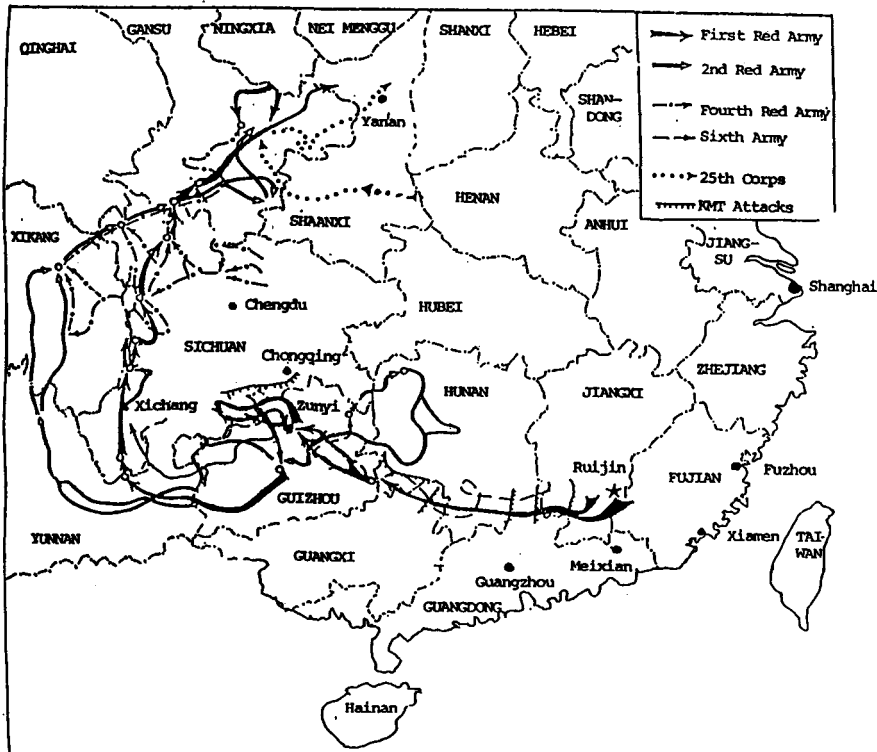 QINGHAI
GANSU
NINGXIA
NEI MENGGU
SHANXI
HEBEI
First Red Army
2nd Red Army
Fourth Red Army
Sixth Army
25th Corps
KMT Attacks
SHAN-
DONG
Yanan
HENAN
SHAANXI
ANHUI
XIKANG
JIANG-
SU
Shanghai
Chengdu
HUBEI
SICHUAN
Chongqing
ZHEJIANG
HUNAN
JIANGXI
Xichang
Zunyi
Ruijin
FUJIAN
Fuzhou
GUIZHOU
YUNNAN
Xiamen
TAI-
WAN
GUANGXI
Meixian
Guangzhou
GUANGDONG
Hainan